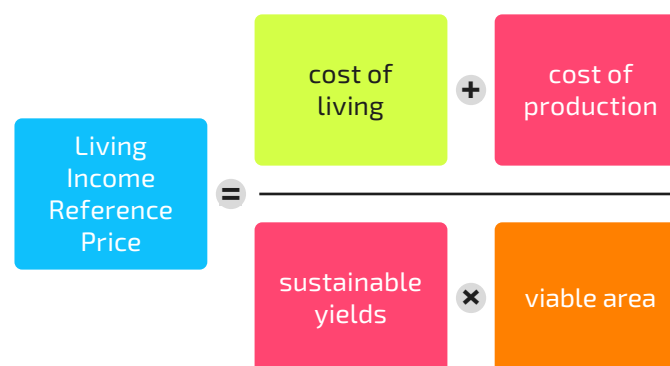 Living
Income
Reference
Price
=
cost of
living
+
cost of
production
sustainable
yields
×
viable area